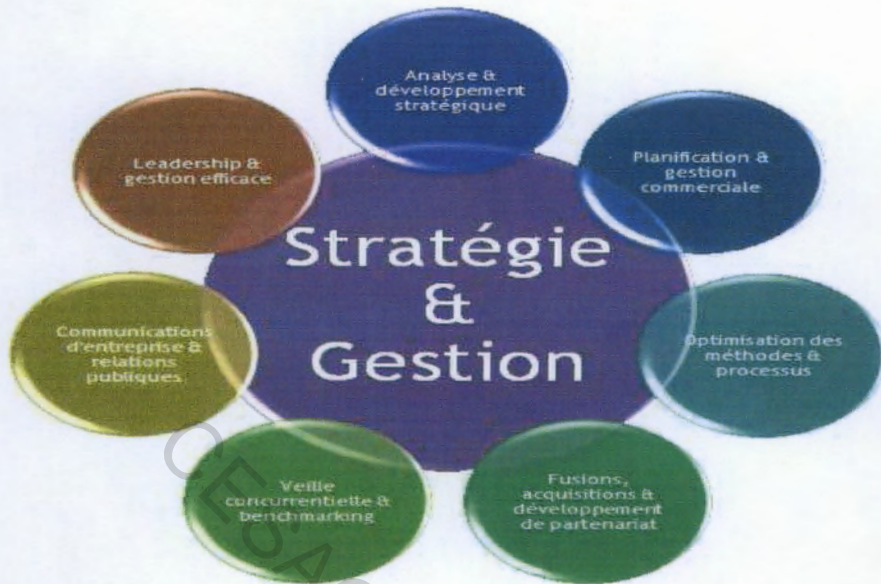 Analyse &
développement
stratégique
Planification &
gestion
commerciale
Optimisation des
méthodes &
processus
Fusions,
acquisitions &
développement
de partenariat
Veille
concurrentielle &
benchmarking
Communications
d'entreprise &
relations
publiques
Leadership &
gestion efficace
Stratégie
&
Gestion